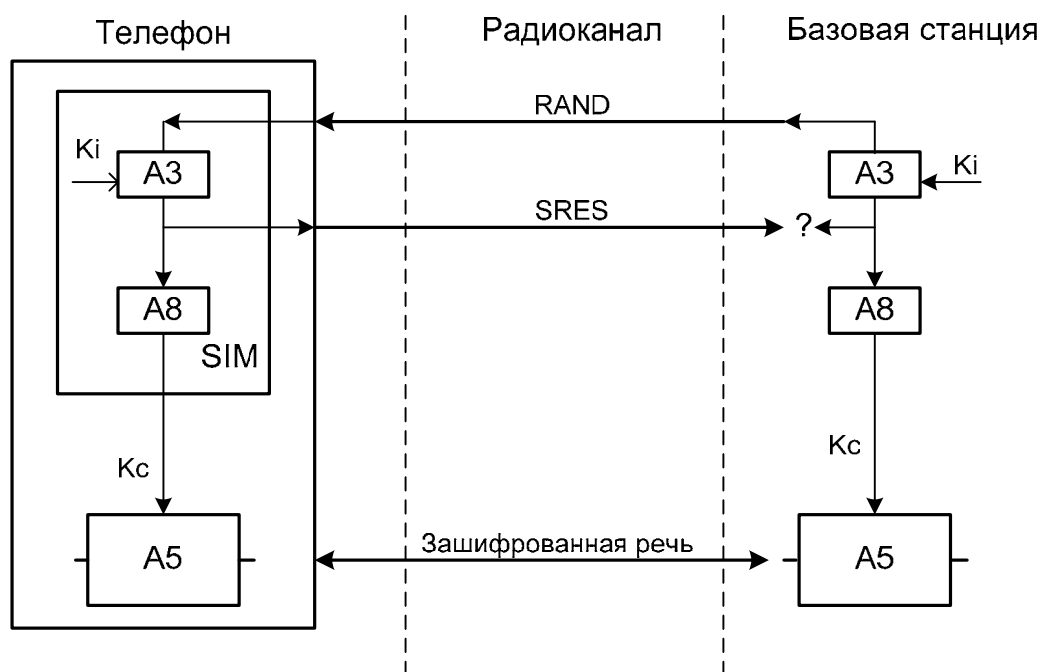 Телефон
Радиоканал
Базовая станция
RAND
Ki
A3
A3
Ki
SRES
?
A8
A8
SIM
Kc
Kc
Зашифрованная речь
A5
A5